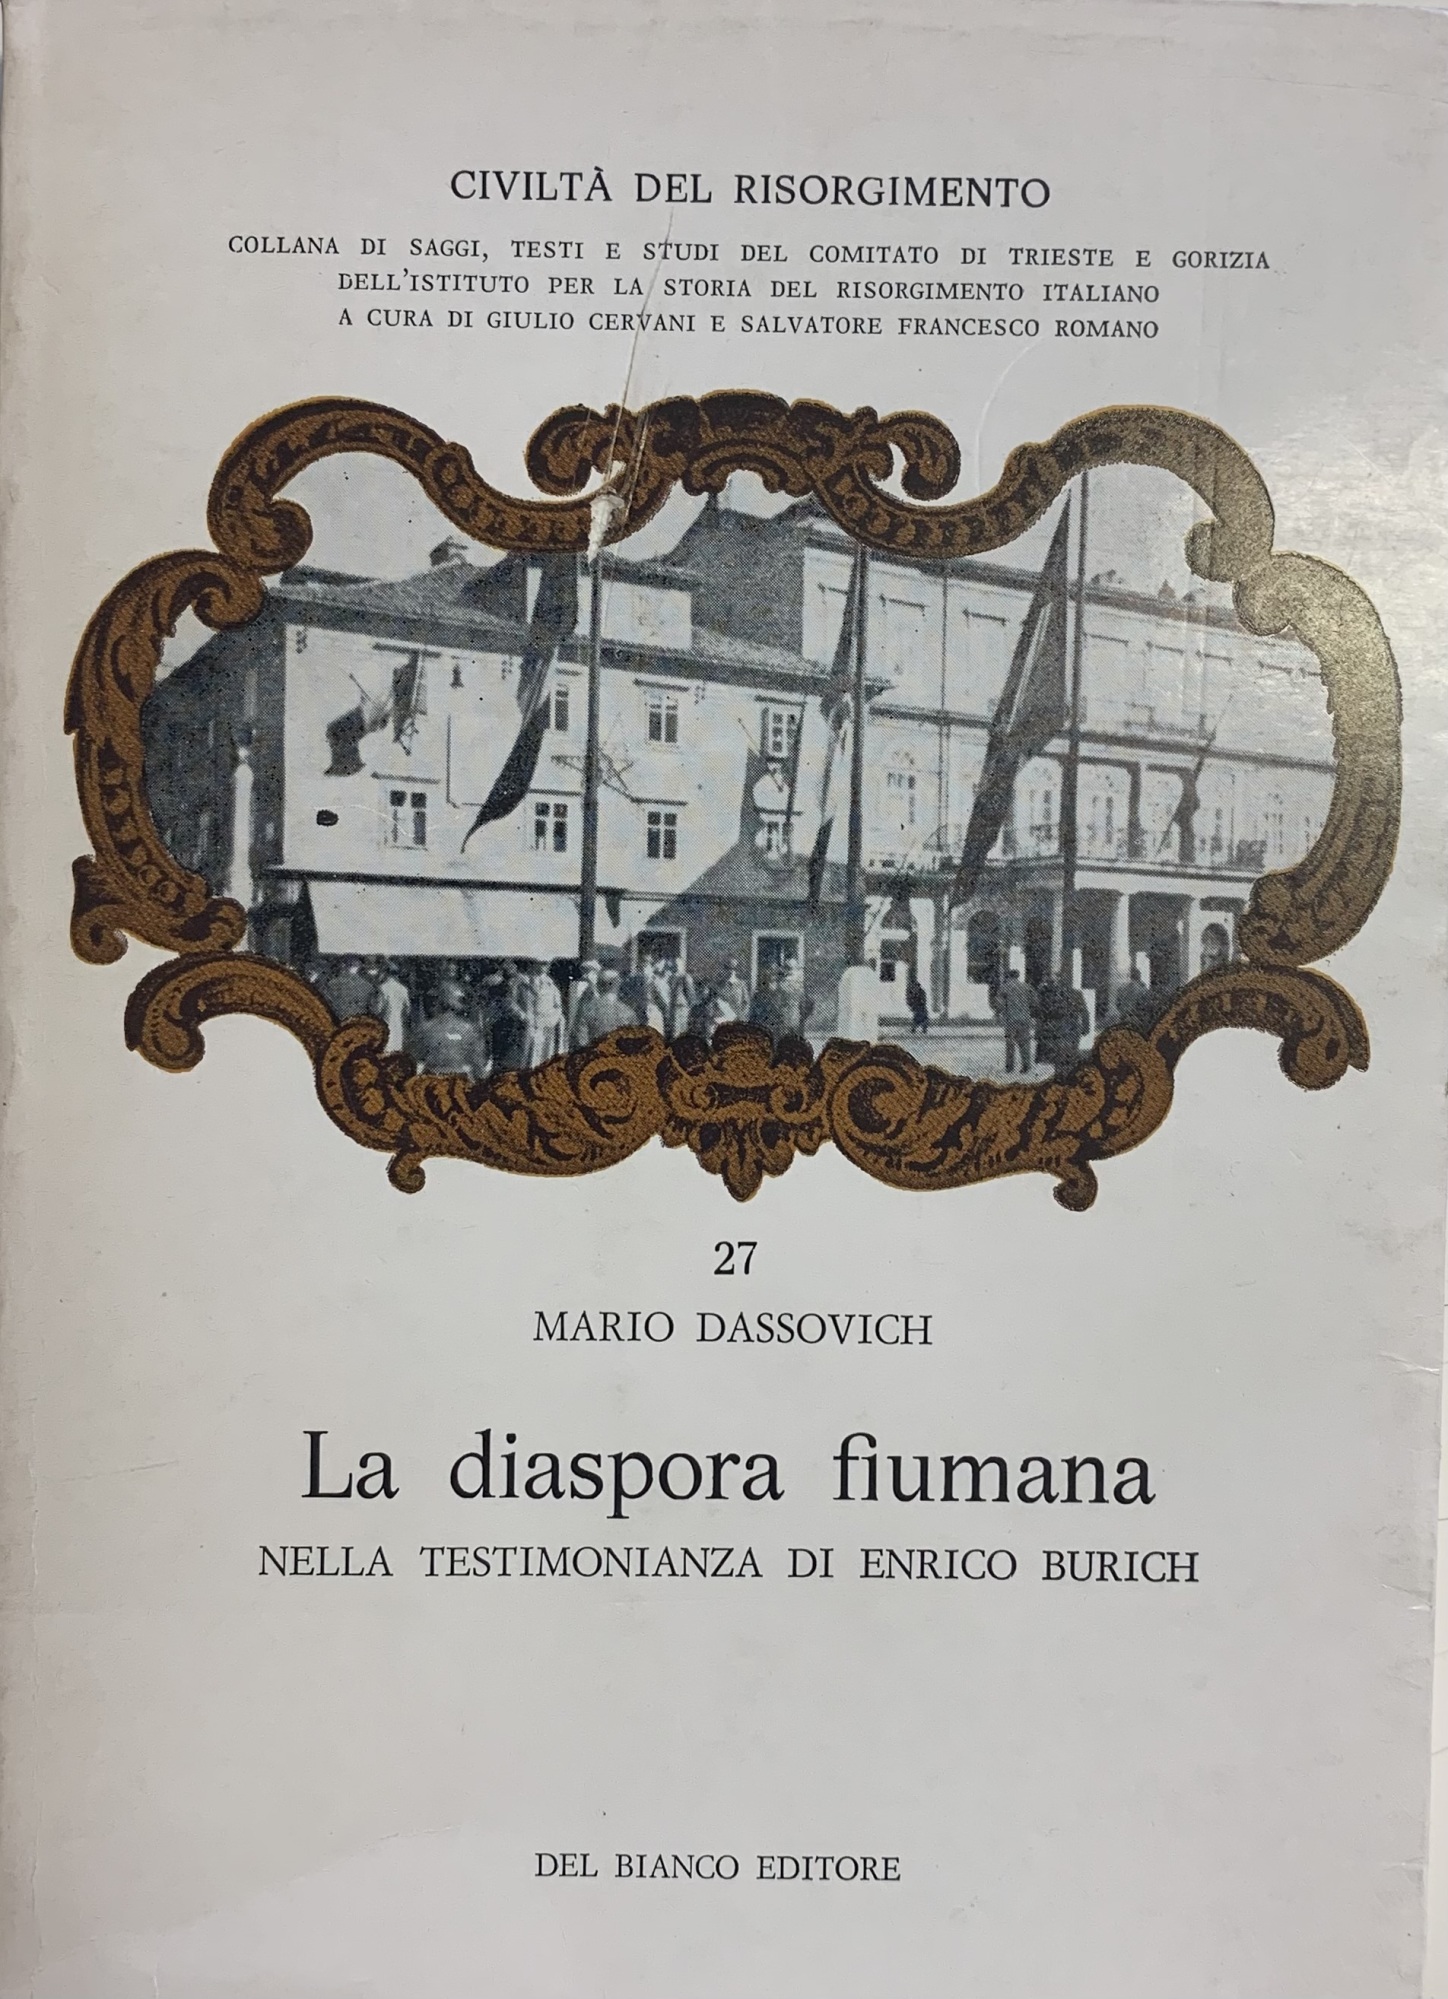 CIVILTÀ DEL RISORGIMENTO
COLLANA DI SAGGI, TESTI E STUDI DEL COMITATO DI TRIESTE E GORIZIA
DELL'ISTITUTO PER LA STORIA DEL RISORGIMENTO ITALIANO
A CURA DI GIULIO CERVANI E SALVATORE FRANCESCO ROMANO
27
MARIO DASSOVICH
La diaspora fiumana
NELLA TESTIMONIANZA DI ENRICO BURICH
DEL BIANCO EDITORE